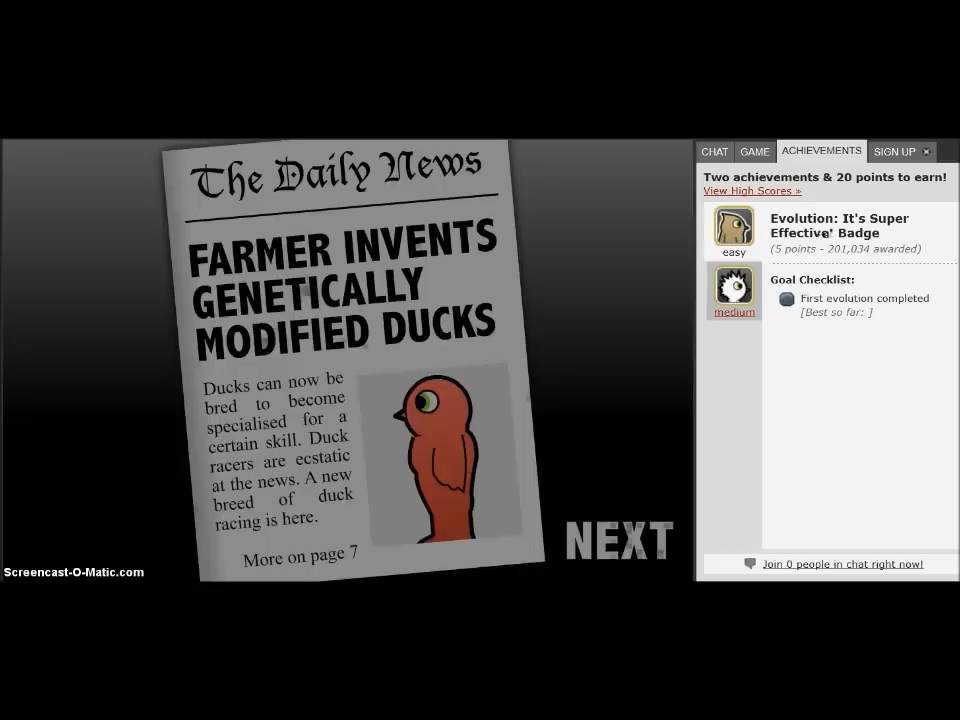 The Daily News
FARMER INVENTS
GENETICALLY
MODIFIED DUCKS
Ducks can now be
bred to become
specialised for a
certain skill. Duck
racers are ecstatic
at the news. A new
breed of duck
racing is here.
More on page 7
NEXT
Screencast-O-Matic.com
CHAT GAME ACHIEVEMENTS SIGN UP
Two achievements & 20 points to earn!
View High Scores »
easy
medium
Evolution: It's Super
Effective' Badge
(5 points - 201,034 awarded)
Goal Checklist:
First evolution completed
[Best so far: ]
Join 0 people in chat right now!